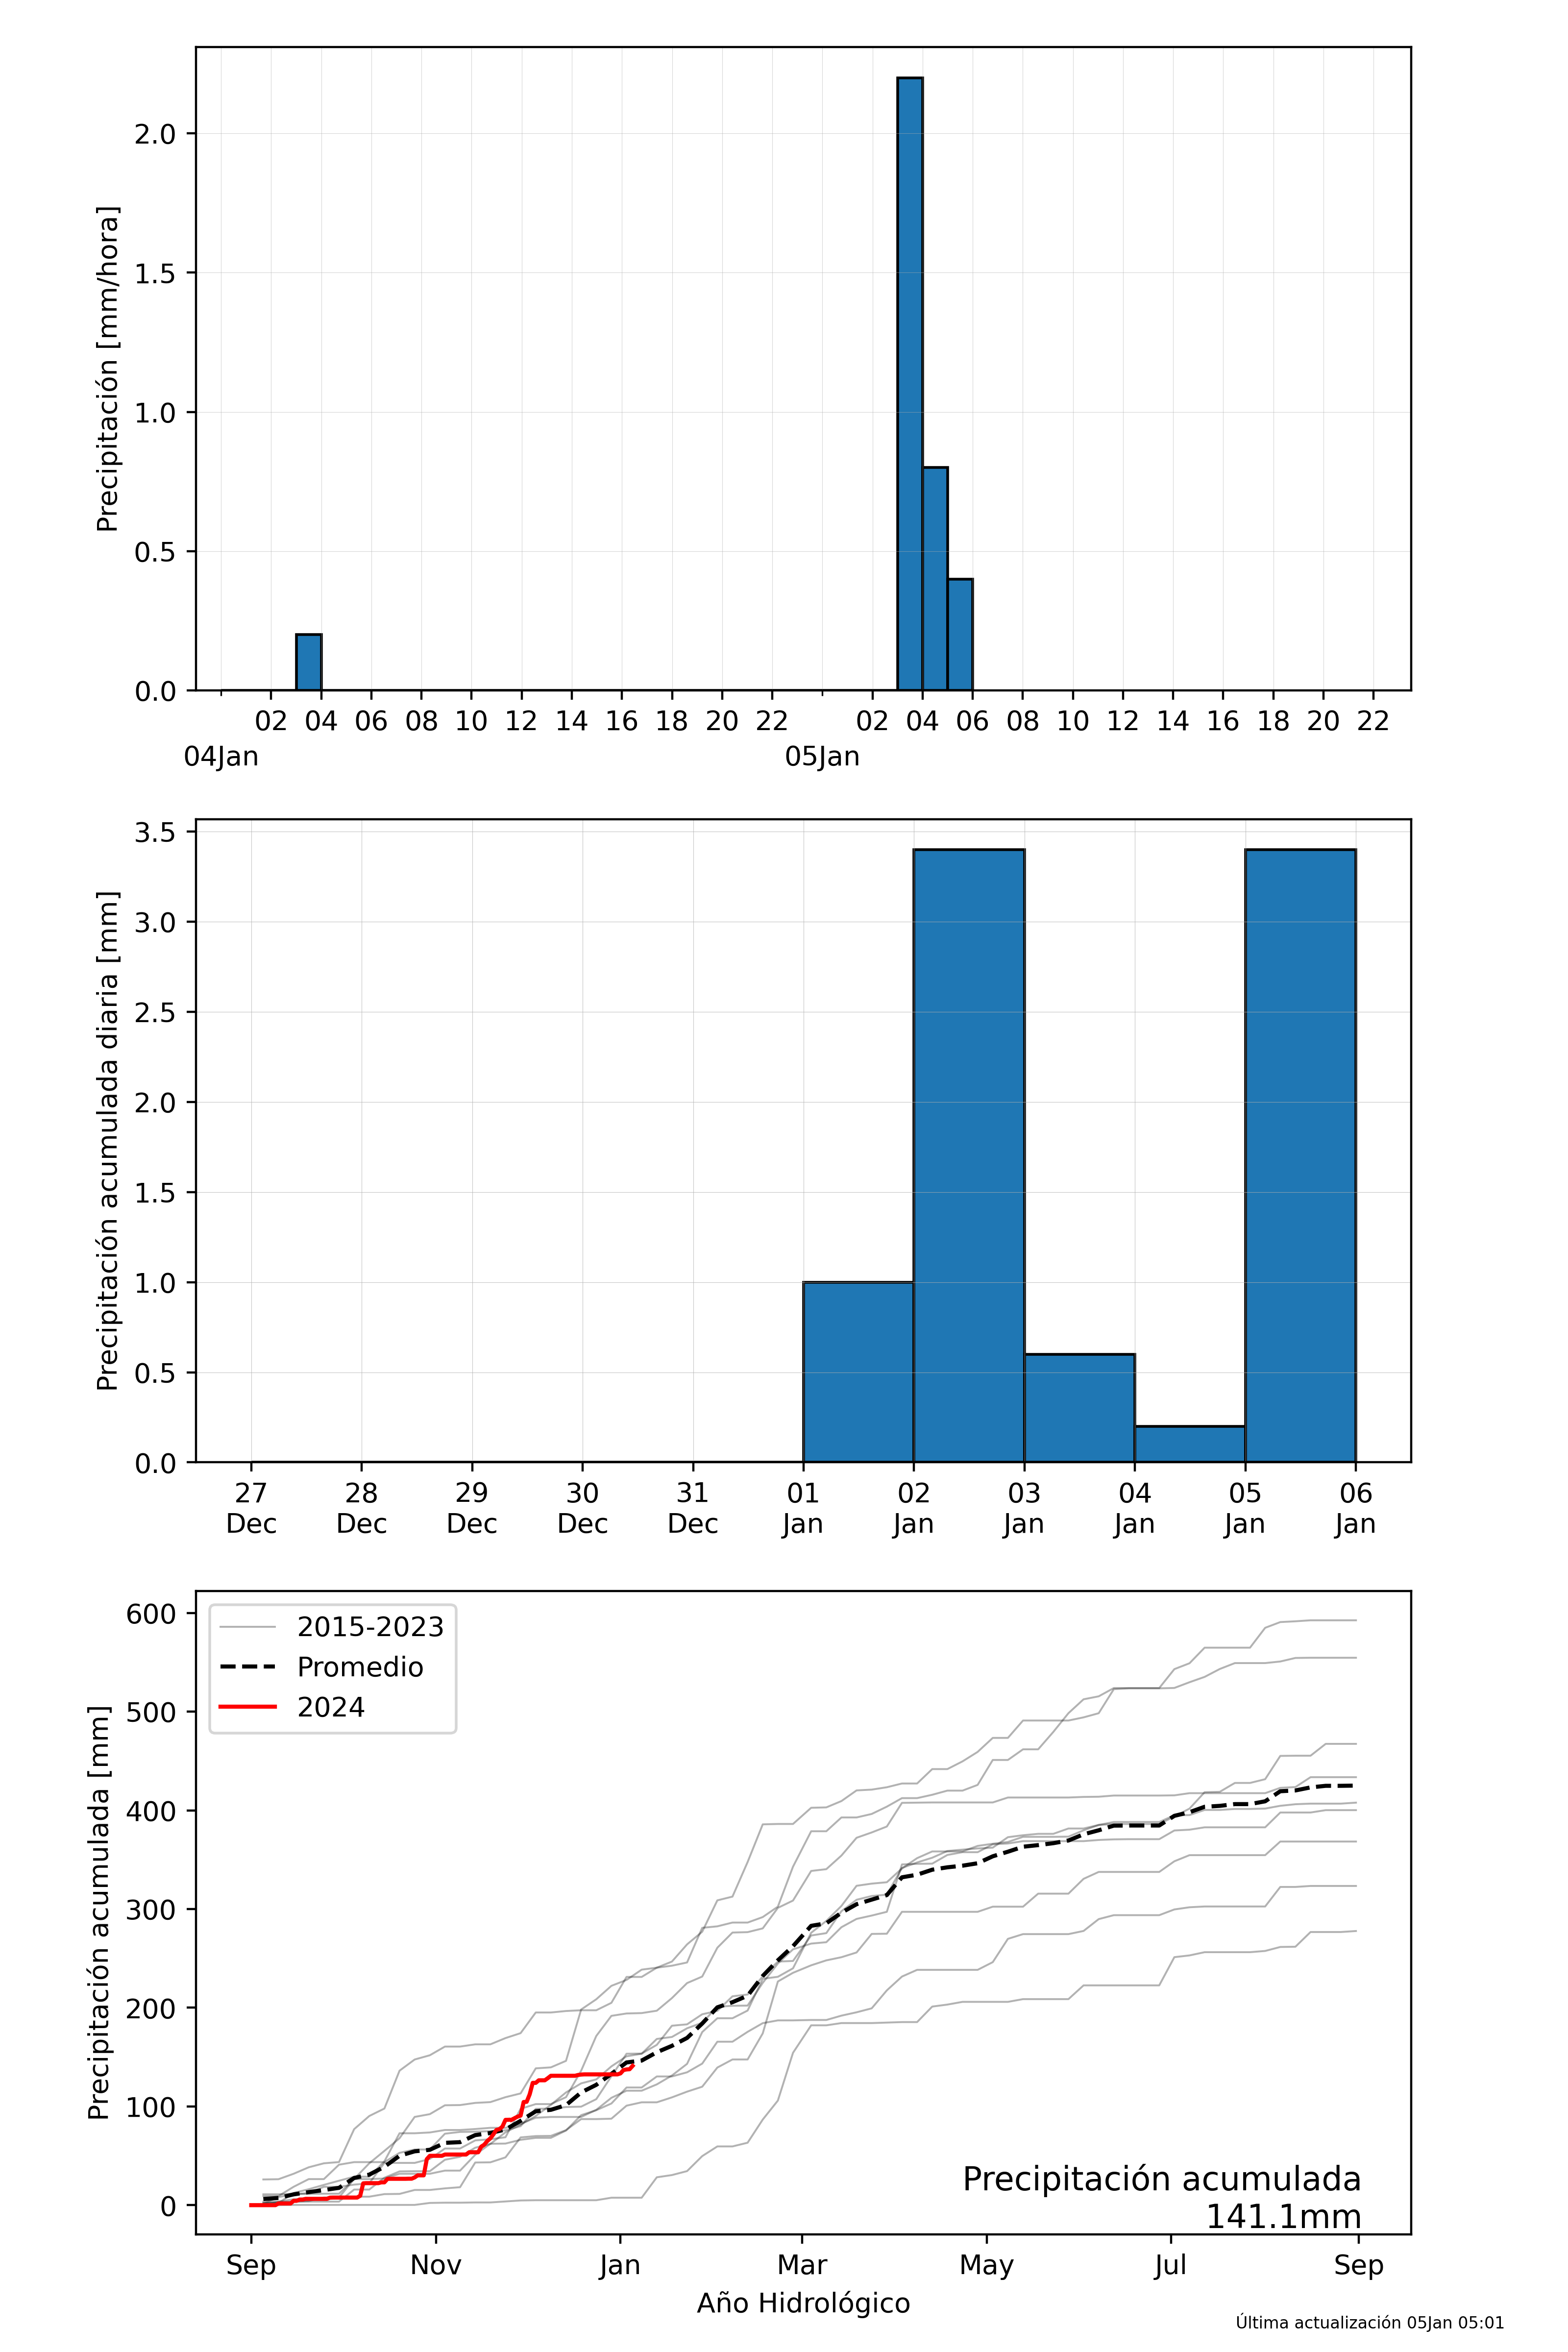 Precipitación [mm/hora]
2.0
1.5
1.0
0.5
0.0
02 04 06 08 10 12 14 16 18 20 22 02 04 06 08 10 12 14 16 18 20 22
04Jan 05Jan
Precipitación acumulada diaria [mm]
3.5
3.0
2.5
2.0
1.5
1.0
0.5
0.0
27 28 29 30 31 01 02 03 04 05 06
Dec Dec Dec Dec Dec Jan Jan Jan Jan Jan Jan
Precipitación acumulada [mm]
600
500
400
300
200
100
0
2015-2023
Promedio
2024
Precipitación acumulada
141.1mm
Sep Nov Jan Mar May Jul Sep
Año Hidrológico
Última actualización 05Jan 05:01